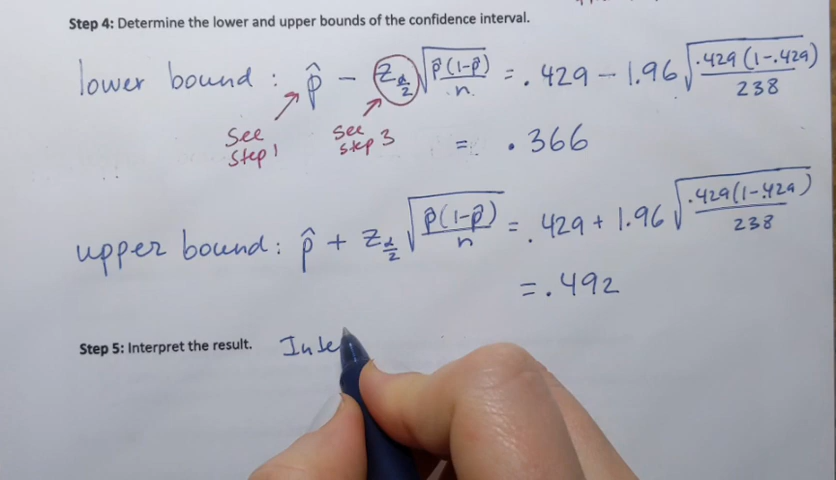 Step 4: Determine the lower and upper bounds of the confidence interval.
lower bound : p̂ − z_{α/2} √(p̂(1−p̂)/n) = .429 − 1.96 √(.429(1−.429)/238)
See step 1
See step 3
= .366
upper bound : p̂ + z_{α/2} √(p̂(1−p̂)/n) = .429 + 1.96 √(.429(1−.429)/238)
= .492
Step 5: Interpret the result. Inte